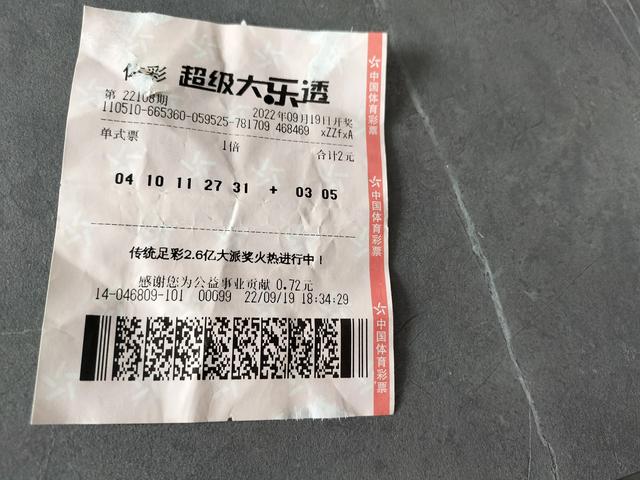 体彩 超级大乐透
第 22108期 2022年09月19日开奖
110510-665360-059525-781709 468469 xZZfxA
单式票 1倍 合计2元
04 10 11 27 31 + 03 05
传统足彩2.6亿大派奖火热进行中！
感谢您为公益事业贡献 0.72元
14-046809-101 00699 22/09/19 18:34:29
中国体育彩票
中国体育彩票
中国体育彩票